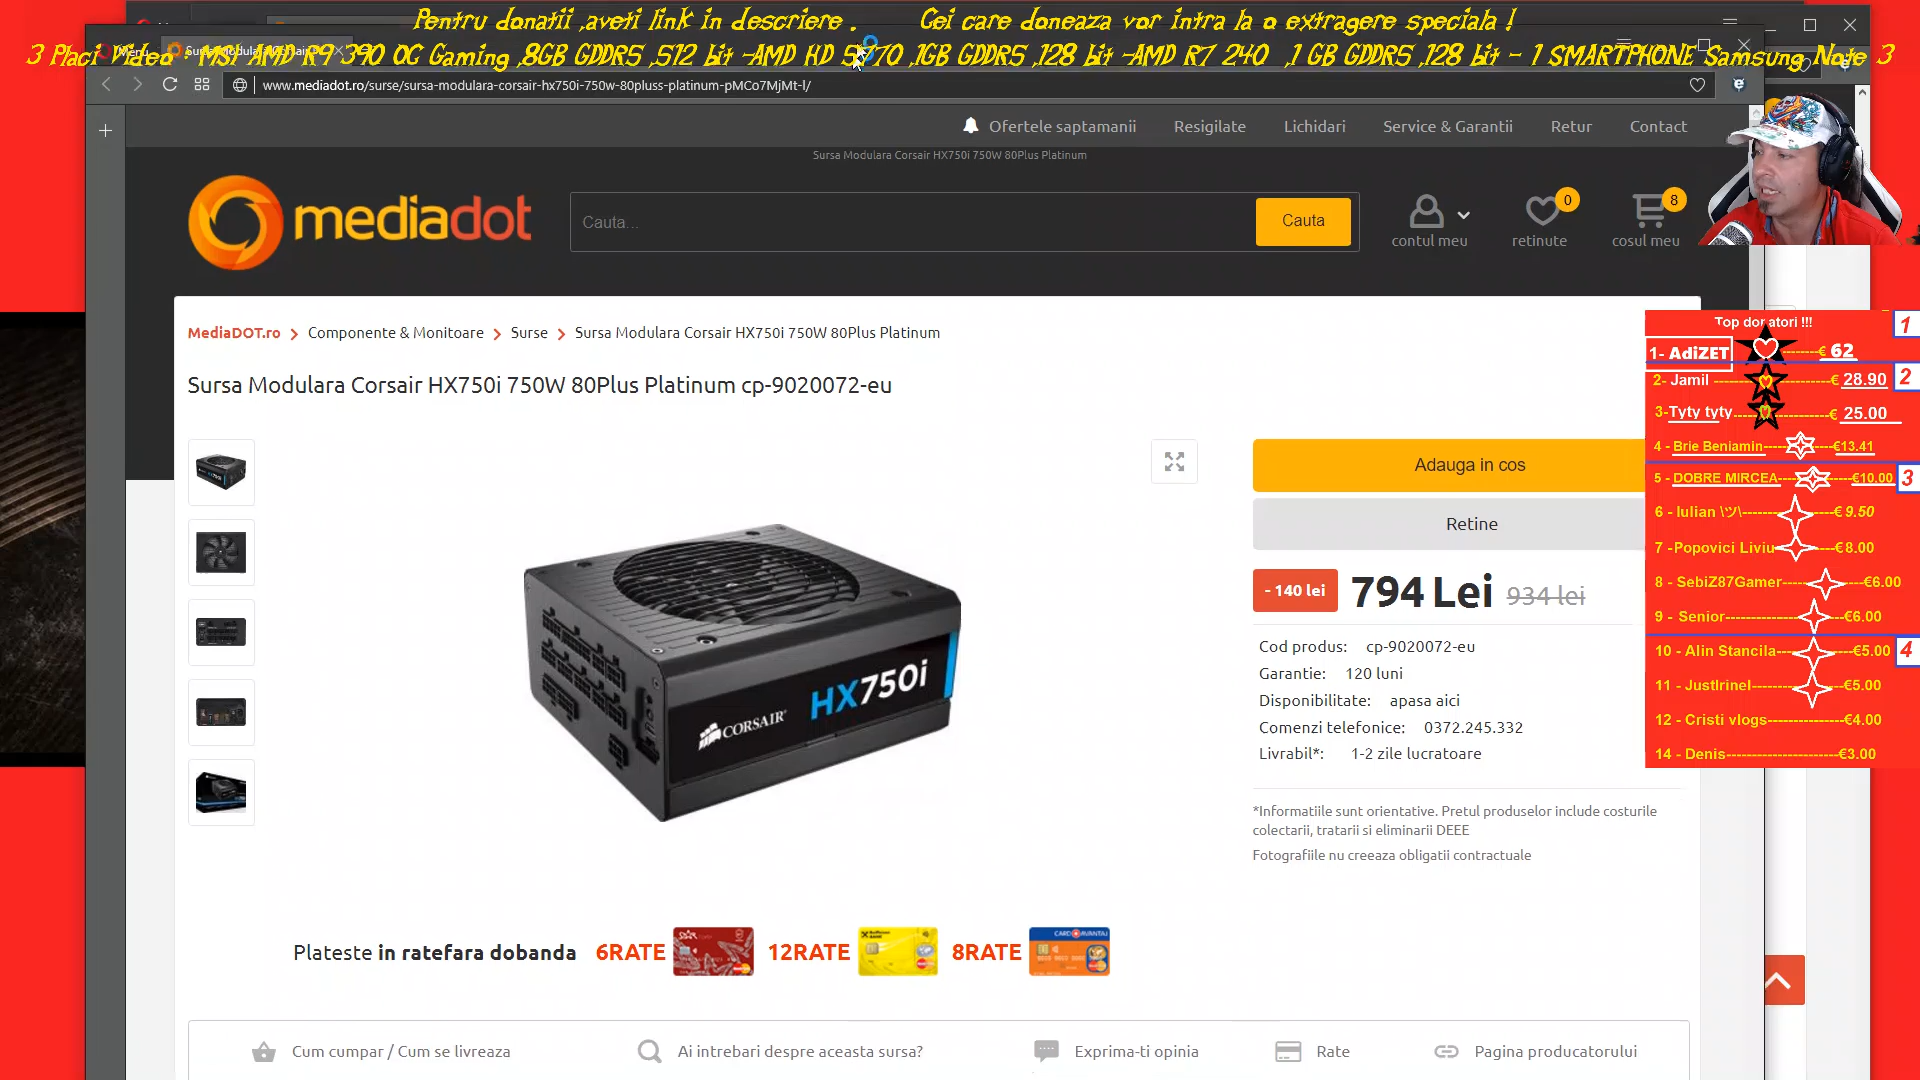 Pentru donatii ,aveti link in descriere . Cei care doneaza vor intra la o extragere speciala !
3 Placi Video : MSI AMD R9 390 OC Gaming ,8GB GDDR5 ,512 bit -AMD HD 5770 ,1GB GDDR5 ,128 bit -AMD R7 240 ,1 GB GDDR5 ,128 bit - 1 SMARTPHONE Samsung Note 3
www.mediadot.ro/surse/sursa-modulara-corsair-hx750i-750w-80pluss-platinum-pMCo7MjMt-l/
Ofertele saptamanii Resigilate Lichidari Service & Garantii Retur Contact
Sursa Modulara Corsair HX750i 750W 80Plus Platinum
mediadot
Cauta... Cauta
0 8
contul meu retinute cosul meu
MediaDOT.ro > Componente & Monitoare > Surse > Sursa Modulara Corsair HX750i 750W 80Plus Platinum
Sursa Modulara Corsair HX750i 750W 80Plus Platinum cp-9020072-eu
CORSAIR HX750i
Adauga in cos
Retine
- 140 lei 794 Lei 934 lei
Cod produs: cp-9020072-eu
Garantie: 120 luni
Disponibilitate: apasa aici
Comenzi telefonice: 0372.245.332
Livrabil*: 1-2 zile lucratoare
*Informatiile sunt orientative. Pretul produselor include costurile
colectarii, tratarii si eliminarii DEEE
Fotografiile nu creeaza obligatii contractuale
Top donatori !!! 1
1- AdiZET ------€ 62
2- Jamil € 28.90 2
3-Tyty tyty € 25.00
4 - Brie Beniamin €13.41
5 - DOBRE MIRCEA €10.00 3
6 - Iulian \ツ\ € 9.50
7 -Popovici Liviu €8.00
8 - SebiZ87Gamer €6.00
9 - Senior €6.00
10 - Alin Stancila €5.00 4
11 - JustIrinel €5.00
12 - Cristi vlogs €4.00
14 - Denis €3.00
Plateste in ratefara dobanda 6RATE 12RATE 8RATE
CARD AVANTAJ
Cum cumpar / Cum se livreaza Ai intrebari despre aceasta sursa? Exprima-ti opinia Rate Pagina producatorului